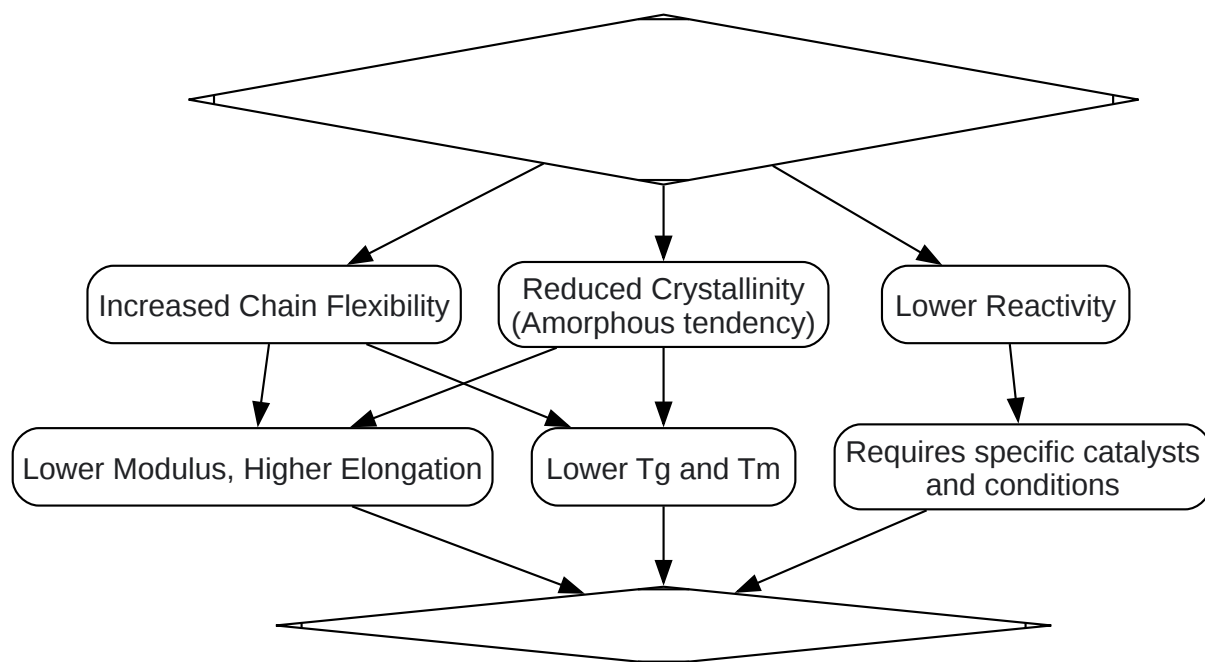 Increased Chain Flexibility
Reduced Crystallinity
(Amorphous tendency)
Lower Reactivity
Lower Modulus, Higher Elongation
Lower Tg and Tm
Requires specific catalysts
and conditions